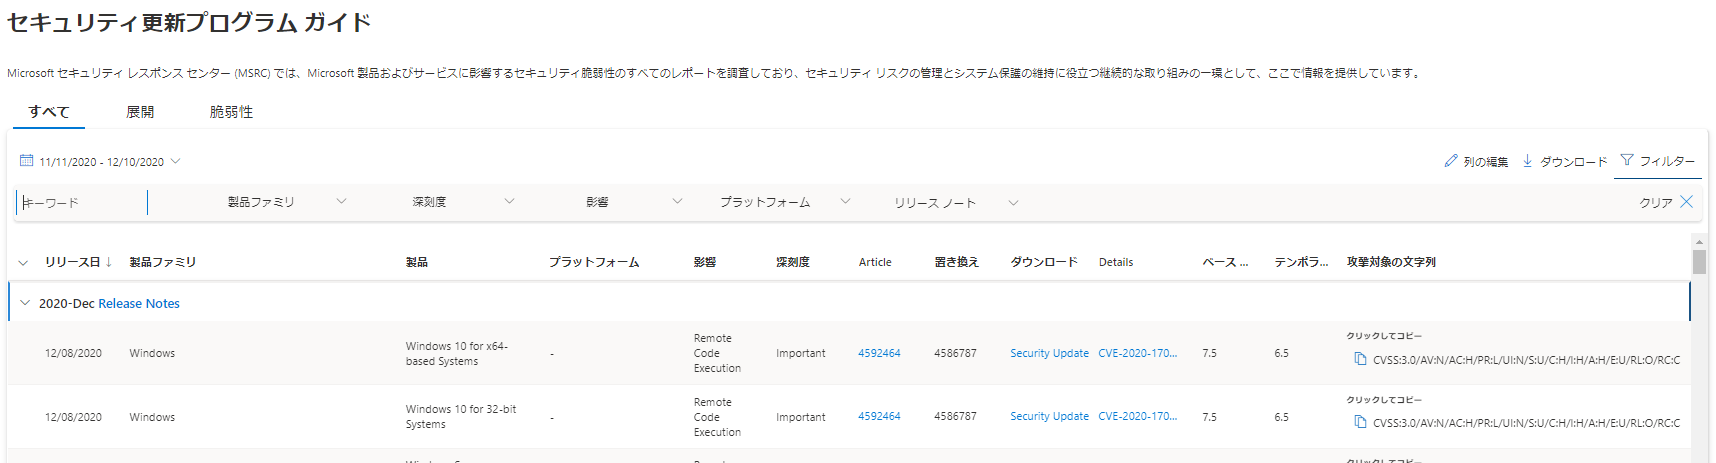 セキュリティ更新プログラム ガイド
Microsoft セキュリティ レスポンス センター (MSRC) では、Microsoft 製品およびサービスに影響するセキュリティ脆弱性のすべてのレポートを調査しており、セキュリティ リスクの管理とシステム保護の維持に役立つ継続的な取り組みの一環として、ここで情報を提供しています。
すべて 展開 脆弱性
11/11/2020 - 12/10/2020 列の編集 ダウンロード フィルター
キーワード 製品ファミリ 深刻度 影響 プラットフォーム リリース ノート クリア
リリース日 ↓ 製品ファミリ 製品 プラットフォーム 影響 深刻度 Article 置き換え ダウンロード Details ベース ... テンポラ... 攻撃対象の文字列
2020-Dec Release Notes
12/08/2020 Windows Windows 10 for x64-based Systems - Remote Code Execution Important 4592464 4586787 Security Update CVE-2020-170... 7.5 6.5 クリックしてコピー CVSS:3.0/AV:N/AC:H/PR:L/UI:N/S:U/C:H/I:H/A:H/E:U/RL:O/RC:C
12/08/2020 Windows Windows 10 for 32-bit Systems - Remote Code Execution Important 4592464 4586787 Security Update CVE-2020-170... 7.5 6.5 クリックしてコピー CVSS:3.0/AV:N/AC:H/PR:L/UI:N/S:U/C:H/I:H/A:H/E:U/RL:O/RC:C